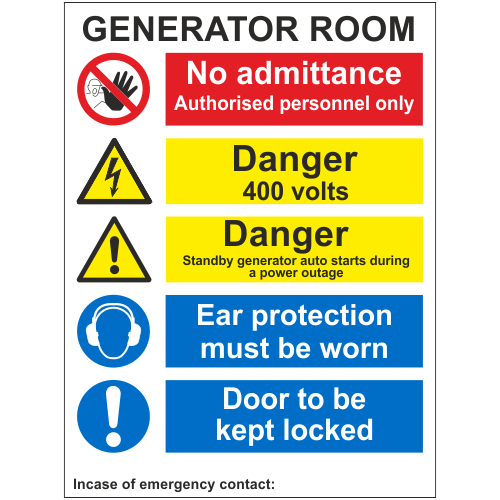 GENERATOR ROOM
No admittance
Authorised personnel only
Danger
400 volts
Danger
Standby generator auto starts during
a power outage
Ear protection
must be worn
Door to be
kept locked
Incase of emergency contact: